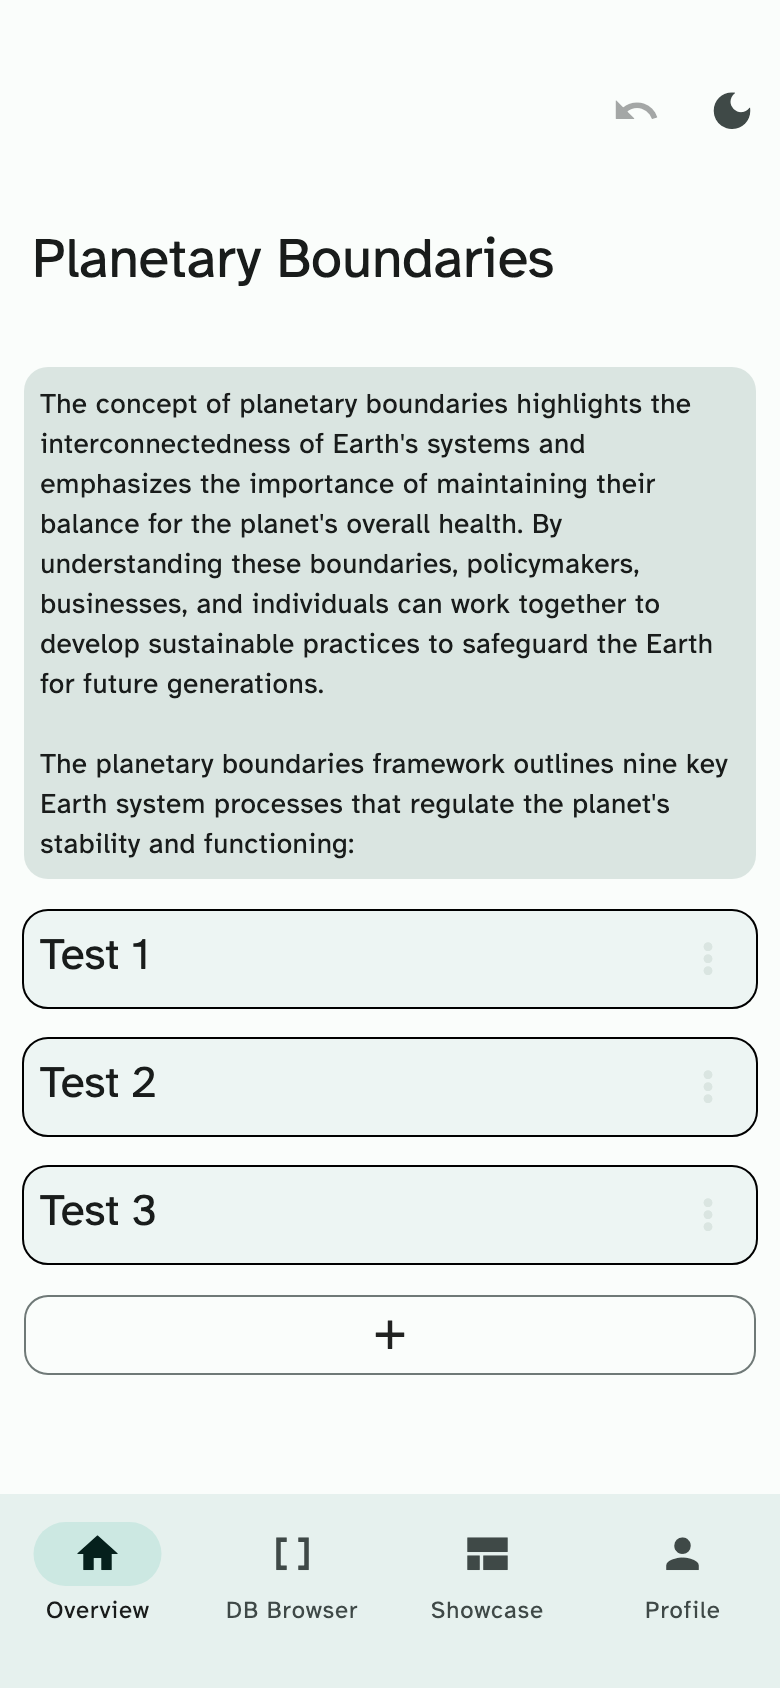 Planetary Boundaries
The concept of planetary boundaries highlights the
interconnectedness of Earth's systems and
emphasizes the importance of maintaining their
balance for the planet's overall health. By
understanding these boundaries, policymakers,
businesses, and individuals can work together to
develop sustainable practices to safeguard the Earth
for future generations.
The planetary boundaries framework outlines nine key
Earth system processes that regulate the planet's
stability and functioning:
Test 1
Test 2
Test 3
+
Overview
DB Browser
Showcase
Profile